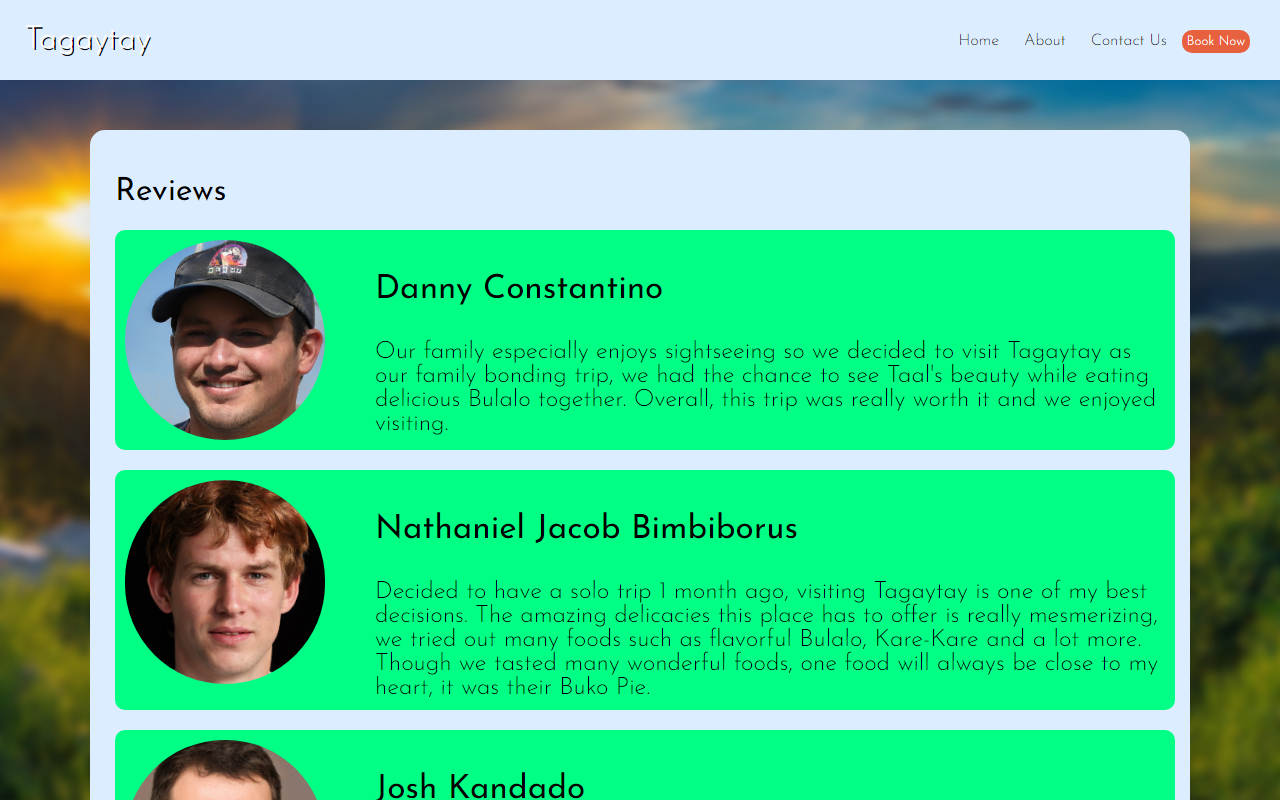 Tagaytay
Home About Contact Us Book Now
Reviews
Danny Constantino
Our family especially enjoys sightseeing so we decided to visit Tagaytay as
our family bonding trip, we had the chance to see Taal's beauty while eating
delicious Bulalo together. Overall, this trip was really worth it and we enjoyed
visiting.
Nathaniel Jacob Bimbiborus
Decided to have a solo trip 1 month ago, visiting Tagaytay is one of my best
decisions. The amazing delicacies this place has to offer is really mesmerizing,
we tried out many foods such as flavorful Bulalo, Kare-Kare and a lot more.
Though we tasted many wonderful foods, one food will always be close to my
heart, it was their Buko Pie.
Josh Kandado